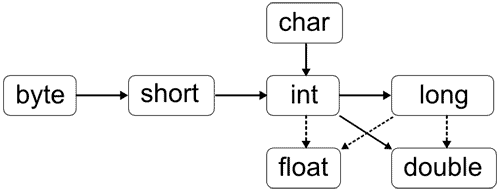 char
byte
short
int
long
float
double